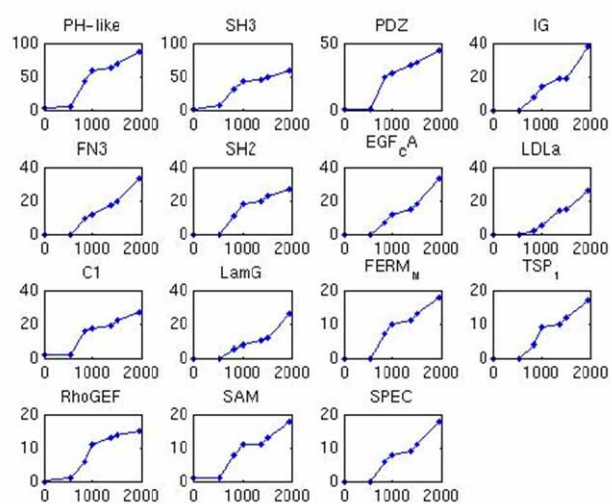 PH-like SH3 PDZ IG
100 100 50 40
50 50 20
0 0 0 0
0 1000 2000 0 1000 2000 0 1000 2000 0 1000 2000
FN3 SH2 EGF_CA LDLa
40 40 40 40
20 20 20 20
0 0 0 0
0 1000 2000 0 1000 2000 0 1000 2000 0 1000 2000
C1 LamG FERM_N TSP_1
40 40 20 20
20 20 10 10
0 0 0 0
0 1000 2000 0 1000 2000 0 1000 2000 0 1000 2000
RhoGEF SAM SPEC
20 20 20
10 10 10
0 0 0
0 1000 2000 0 1000 2000 0 1000 2000